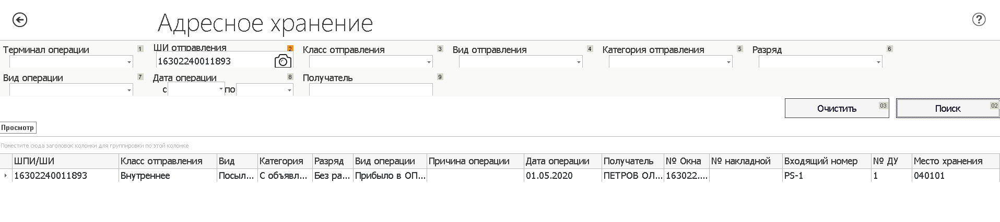 Адресное хранение
?
Терминал операции 1 ШИ отправления 2 Класс отправления 3 Вид отправления 4 Категория отправления 5 Разряд 6
16302240011893
Вид операции 7 Дата операции 8 Получатель 9
с по
Очистить 03 Поиск 02
Просмотр
Поместите сюда заголовок колонки для группировки по этой колонке
ШПИ/ШИ Класс отправления Вид Категория Разряд Вид операции Причина операции Дата операции Получатель № Окна № накладной Входящий номер № ДУ Место хранения
16302240011893 Внутреннее Посыл... С объявл... Без ра... Прибыло в ОП... 01.05.2020 ПЕТРОВ ОЛ... 163022.... PS-1 1 040101